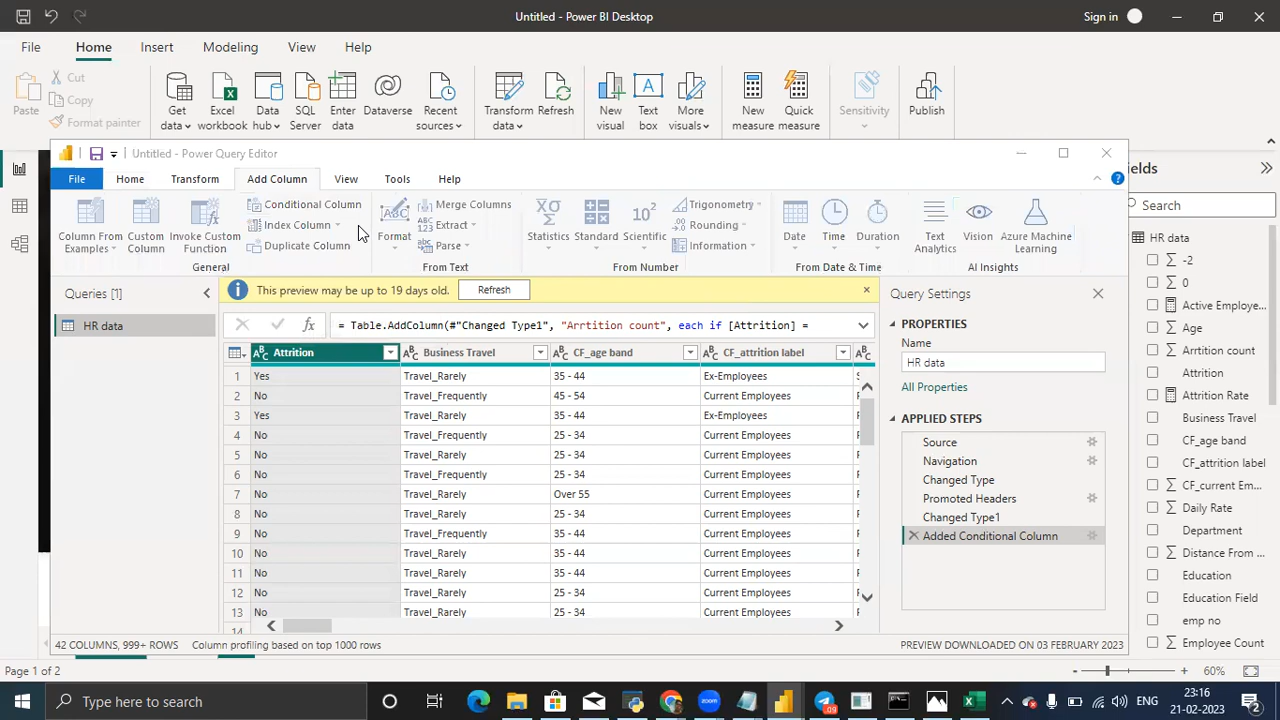 Untitled - Power BI Desktop
Sign in
File
Home
Insert
Modeling
View
Help
Cut
Copy
Format painter
Paste
Get data
Excel workbook
Data hub
SQL Server
Enter data
Dataverse
Recent sources
Transform data
Refresh
New visual
Text box
More visuals
New measure
Quick measure
Sensitivity
Publish
Untitled - Power Query Editor
File
Home
Transform
Add Column
View
Tools
Help
Column From Examples
Custom Column
Invoke Custom Function
Conditional Column
Index Column
Duplicate Column
General
Format
Merge Columns
Extract
Parse
From Text
Statistics
Standard
Scientific
Trigonometry
Rounding
Information
From Number
Date
Time
Duration
From Date & Time
Text Analytics
Vision
Azure Machine Learning
AI Insights
Queries [1]
HR data
This preview may be up to 19 days old.
Refresh
= Table.AddColumn(#"Changed Type1", "Arrtition count", each if [Attrition] =
Attrition Business Travel CF_age band CF_attrition label
1 Yes Travel_Rarely 35 - 44 Ex-Employees
2 No Travel_Frequently 45 - 54 Current Employees
3 Yes Travel_Rarely 35 - 44 Ex-Employees
4 No Travel_Frequently 25 - 34 Current Employees
5 No Travel_Rarely 25 - 34 Current Employees
6 No Travel_Frequently 25 - 34 Current Employees
7 No Travel_Rarely Over 55 Current Employees
8 No Travel_Rarely 25 - 34 Current Employees
9 No Travel_Frequently 35 - 44 Current Employees
10 No Travel_Rarely 35 - 44 Current Employees
11 No Travel_Rarely 35 - 44 Current Employees
12 No Travel_Rarely 25 - 34 Current Employees
13 No Travel_Rarely 25 - 34 Current Employees
14
42 COLUMNS, 999+ ROWS
Column profiling based on top 1000 rows
PREVIEW DOWNLOADED ON 03 FEBRUARY 2023
Query Settings
PROPERTIES
Name
HR data
All Properties
APPLIED STEPS
Source
Navigation
Changed Type
Promoted Headers
Changed Type1
Added Conditional Column
Search
HR data
-2
0
Active Employe...
Age
Arrtition count
Attrition
Attrition Rate
Business Travel
CF_age band
CF_attrition label
CF_current Em...
Daily Rate
Department
Distance From ...
Education
Education Field
emp no
Employee Count
Page 1 of 2
- + 60%
Type here to search
ENG
23:16
21-02-2023